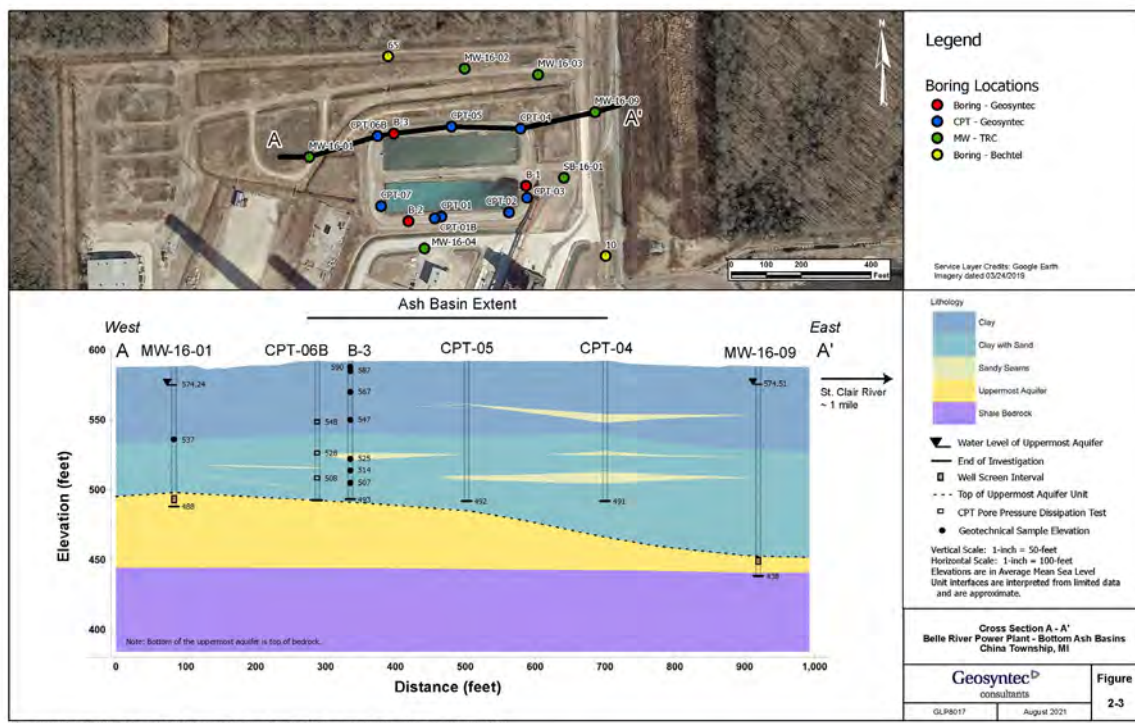 65
MW-16-02
MW-16-03
N
MW-16-09
CPT-05
CPT-04
B-3
CPT-06B
A
A'
MW-16-01
SB-16-01
B-1
CPT-03
CPT-07
CPT-01
CPT-02
B-2
CPT-01B
MW-16-04
10
0 100 200 300 400
Feet
Legend
Boring Locations
Boring - Geosyntec
CPT - Geosyntec
MW - TRC
Boring - Bechtel
Service Layer Credits: Google Earth
Imagery dated 03/24/2019
Ash Basin Extent
West
East
A MW-16-01 CPT-06B B-3 CPT-05 CPT-04 MW-16-09 A'
St. Clair River
~ 1 mile
Elevation (feet)
600
550
500
450
400
574.24
537
488
548
526
508
590
587
567
547
525
514
507
493
492
491
574.51
438
Note: Bottom of the uppermost aquifer is top of bedrock.
0 100 200 300 400 500 600 700 800 900 1,000
Distance (feet)
Lithology
Clay
Clay with Sand
Sandy Seams
Uppermost Aquifer
Shale Bedrock
Water Level of Uppermost Aquifer
End of Investigation
Well Screen Interval
Top of Uppermost Aquifer Unit
CPT Pore Pressure Dissipation Test
Geotechnical Sample Elevation
Vertical Scale: 1-inch = 50-feet
Horizontal Scale: 1-inch = 100-feet
Elevations are in Average Mean Sea Level
Unit interfaces are interpreted from limited data
and are approximate.
Cross Section A - A'
Belle River Power Plant - Bottom Ash Basins
China Township, MI
Geosyntec
consultants
Figure
2-3
GLP8017
August 2021